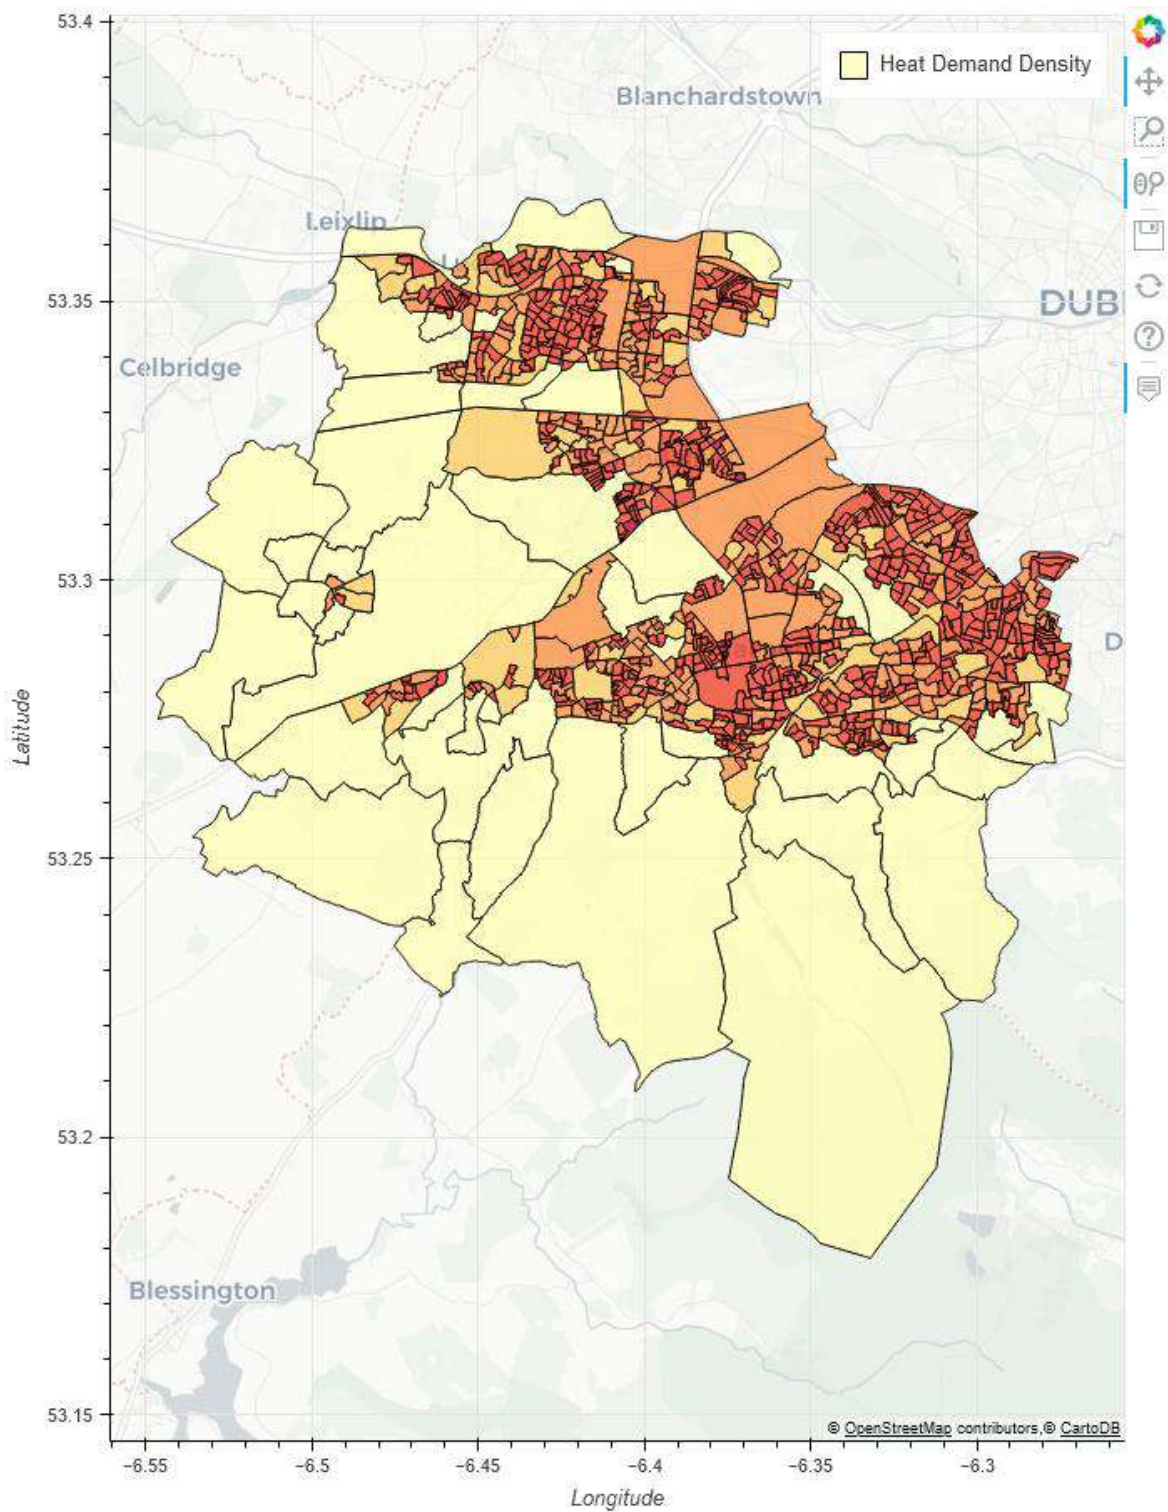 53.4
Heat Demand Density
Blanchardstown
Leixlip
53.35
DUB
Celbridge
53.3
D
Latitude
53.25
53.2
Blessington
53.15
© OpenStreetMap contributors,© CartoDB
−6.55
−6.5
−6.45
−6.4
−6.35
−6.3
Longitude